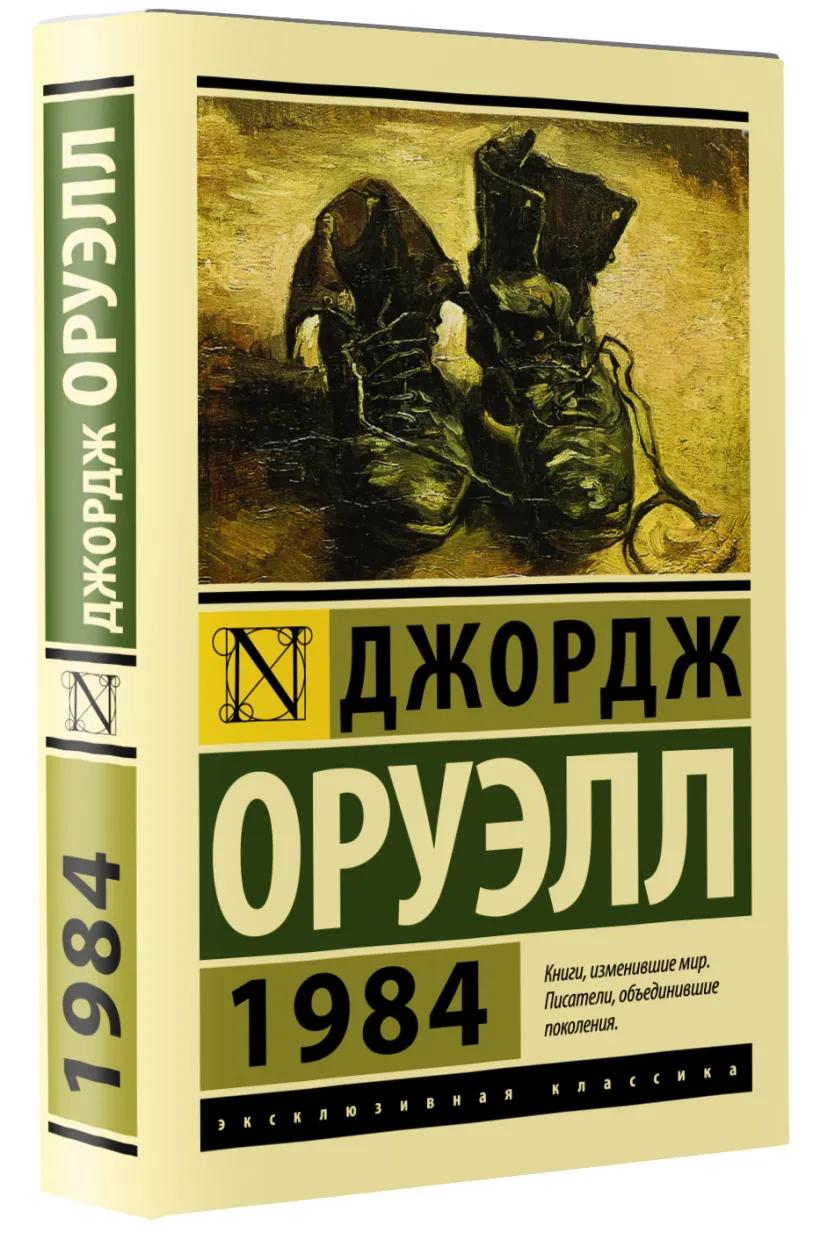 ДЖОРДЖ ОРУЭЛЛ
N
1984
N
ДЖОРДЖ
ОРУЭЛЛ
1984
Книги, изменившие мир.
Писатели, объединившие
поколения.
эксклюзивная классика